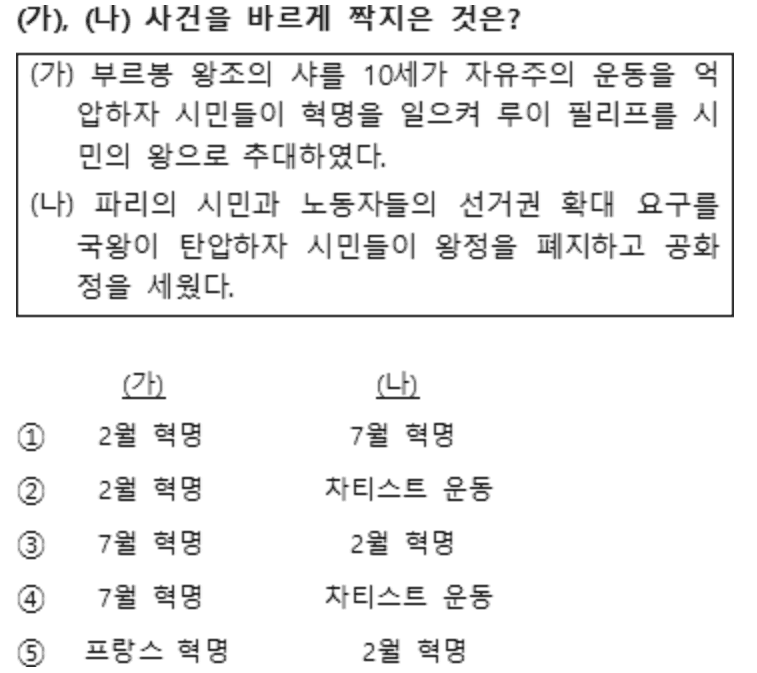 (가), (나) 사건을 바르게 짝지은 것은?
(가) 부르봉 왕조의 샤를 10세가 자유주의 운동을 억
압하자 시민들이 혁명을 일으켜 루이 필리프를 시
민의 왕으로 추대하였다.
(나) 파리의 시민과 노동자들의 선거권 확대 요구를
국왕이 탄압하자 시민들이 왕정을 폐지하고 공화
정을 세웠다.
(가) (나)
① 2월 혁명 7월 혁명
② 2월 혁명 차티스트 운동
③ 7월 혁명 2월 혁명
④ 7월 혁명 차티스트 운동
⑤ 프랑스 혁명 2월 혁명